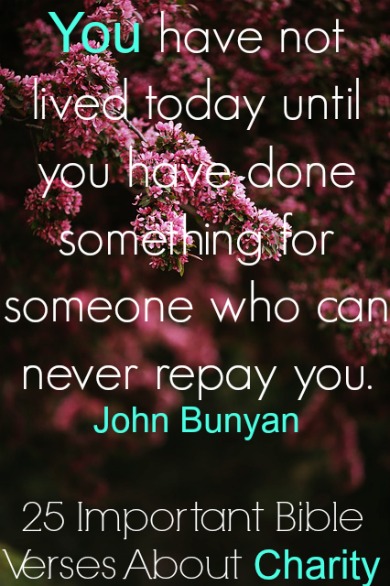 You have not
lived today until
you have done
something for
someone who can
never repay you.
John Bunyan
25 Important Bible
Verses About Charity